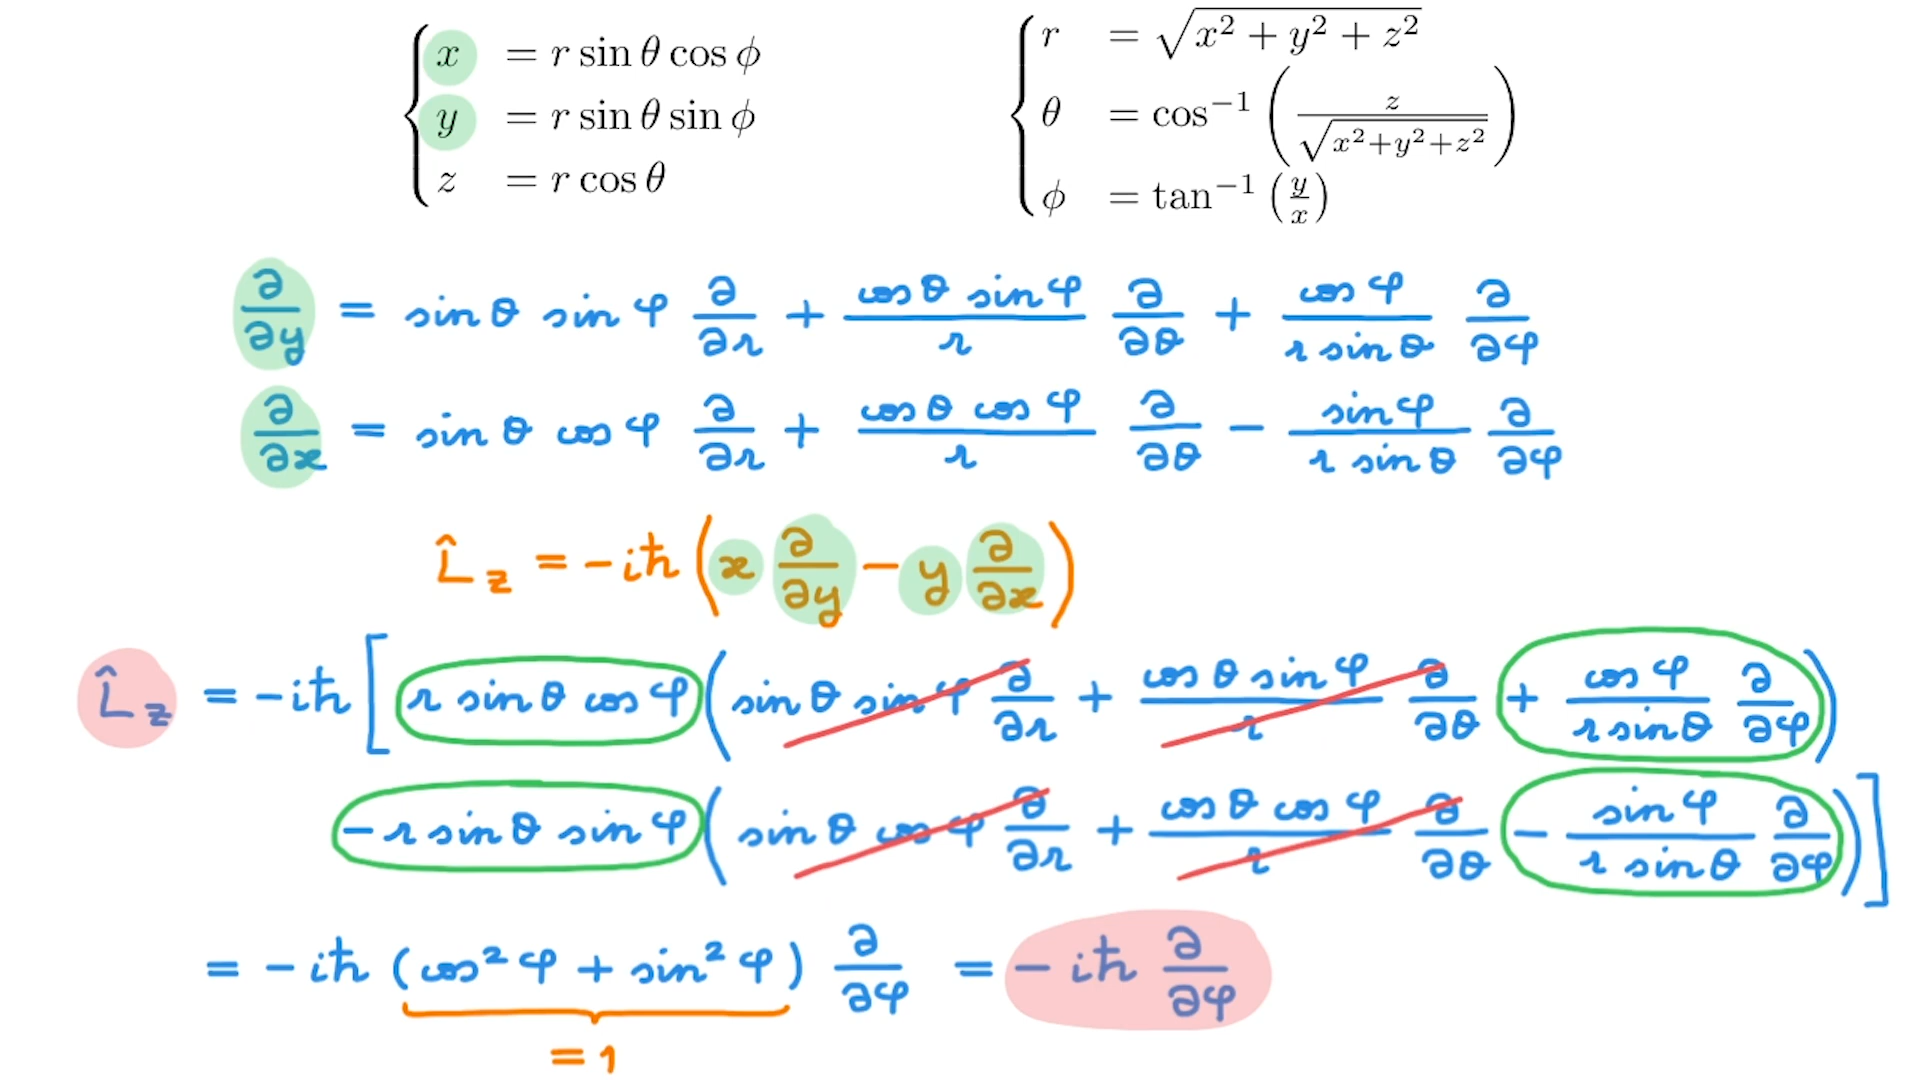 x = r sin θ cos ϕ
y = r sin θ sin ϕ
z = r cos θ
r = √(x² + y² + z²)
θ = cos⁻¹ (z / √(x²+y²+z²))
ϕ = tan⁻¹ (y/x)
∂/∂y = sin θ sin φ ∂/∂r + (cos θ sin φ)/r ∂/∂θ + (cos φ)/(r sin θ) ∂/∂φ
∂/∂x = sin θ cos φ ∂/∂r + (cos θ cos φ)/r ∂/∂θ − (sin φ)/(r sin θ) ∂/∂φ
L̂z = −iħ (x ∂/∂y − y ∂/∂x)
L̂z = −iħ [ r sin θ cos φ ( sin θ sin φ ∂/∂r + (cos θ sin φ)/r ∂/∂θ + (cos φ)/(r sin θ) ∂/∂φ )
− r sin θ sin φ ( sin θ cos φ ∂/∂r + (cos θ cos φ)/r ∂/∂θ − (sin φ)/(r sin θ) ∂/∂φ ) ]
= −iħ (cos² φ + sin² φ) ∂/∂φ = −iħ ∂/∂φ
= 1